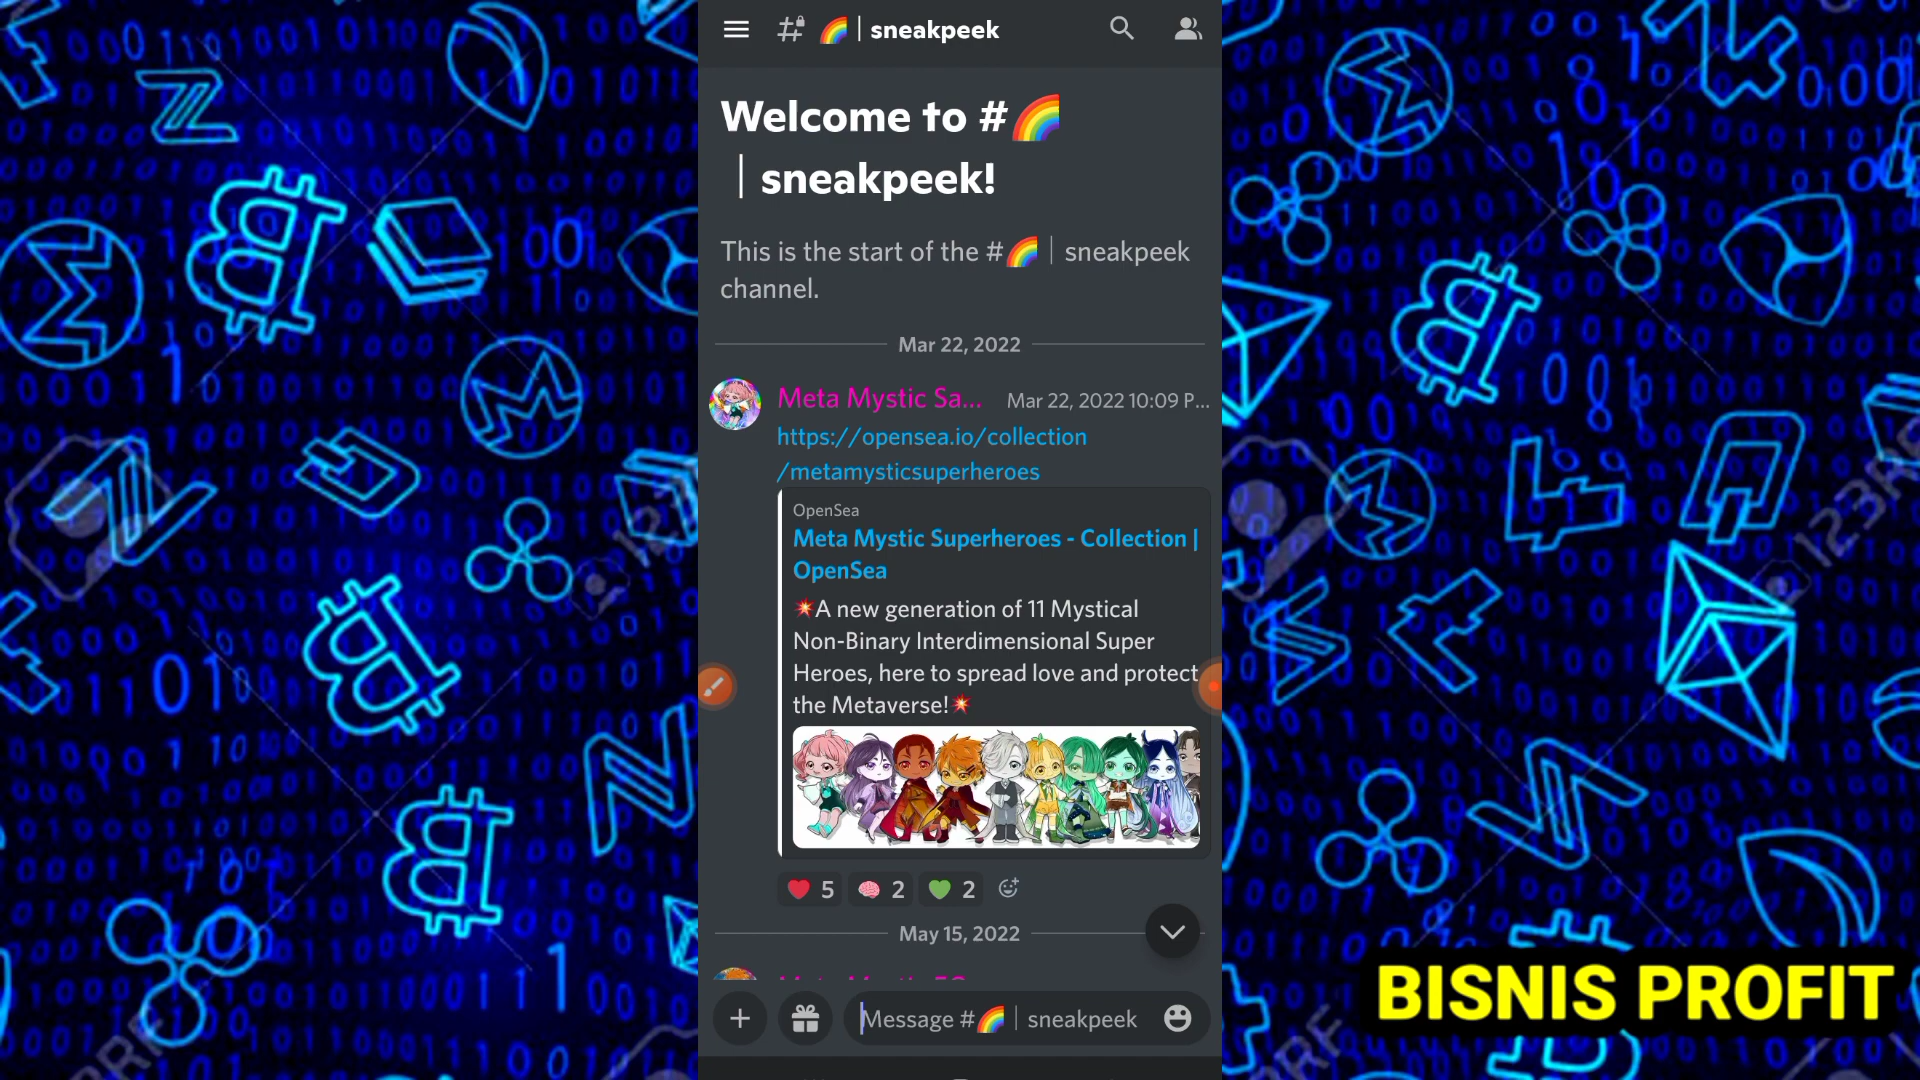 # 🌈 | sneakpeek
Welcome to #🌈
| sneakpeek!
This is the start of the #🌈 | sneakpeek
channel.
Mar 22, 2022
Meta Mystic Sa... Mar 22, 2022 10:09 P...
https://opensea.io/collection
/metamysticsuperheroes
OpenSea
Meta Mystic Superheroes - Collection |
OpenSea
💥A new generation of 11 Mystical
Non-Binary Interdimensional Super
Heroes, here to spread love and protect
the Metaverse!💥
❤️ 5 🧠 2 💚 2
May 15, 2022
Message #🌈 | sneakpeek
BISNIS PROFIT